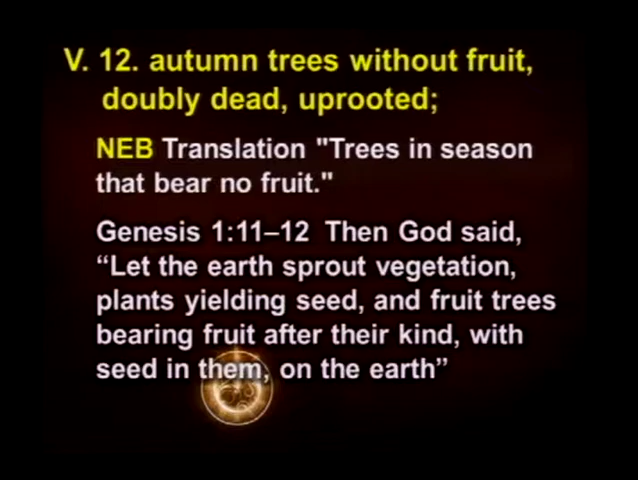 V. 12. autumn trees without fruit,
doubly dead, uprooted;
NEB Translation "Trees in season
that bear no fruit."
Genesis 1:11–12 Then God said,
“Let the earth sprout vegetation,
plants yielding seed, and fruit trees
bearing fruit after their kind, with
seed in them, on the earth”